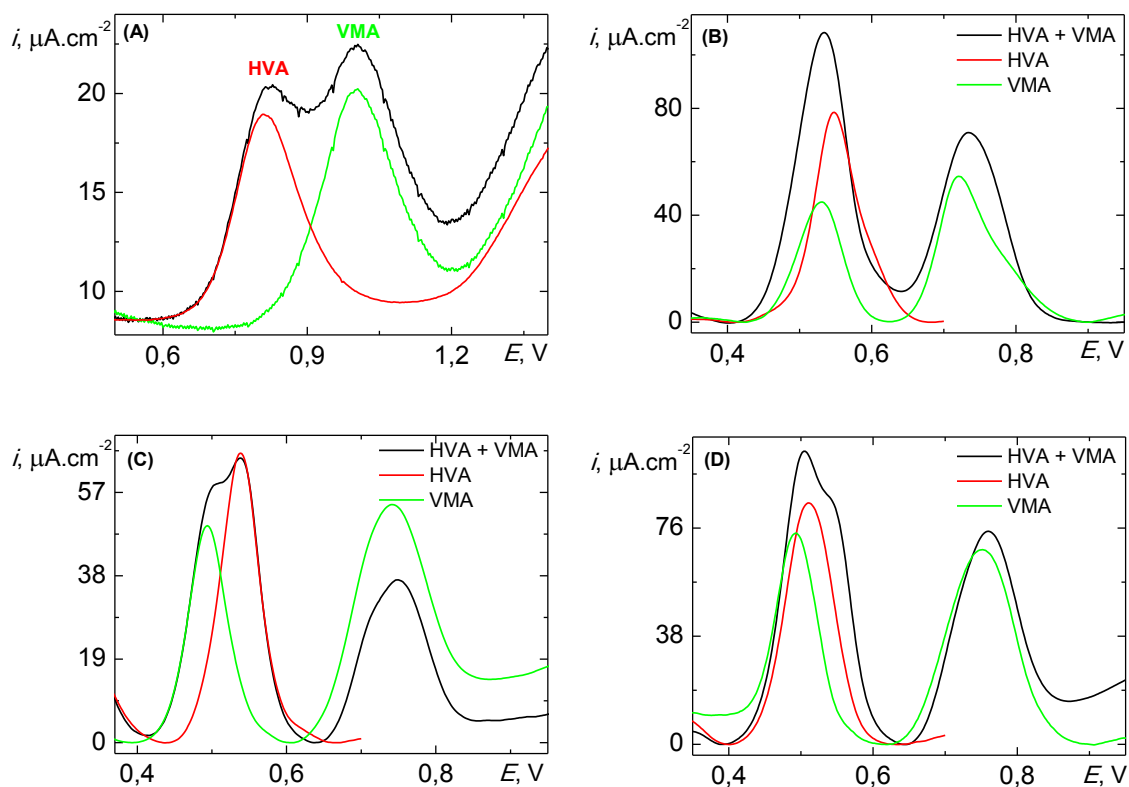 i, µA.cm-2
(A)
VMA
HVA
20
15
10
0,6
0,9
1,2
E, V
i, µA.cm-2
(B)
HVA + VMA
HVA
VMA
80
40
0
0,4
0,6
0,8
E, V
i, µA.cm-2
(C)
HVA + VMA
HVA
VMA
57
38
19
0
0,4
0,6
0,8
E, V
i, µA.cm-2
(D)
HVA + VMA
HVA
VMA
76
38
0
0,4
0,6
0,8
E, V